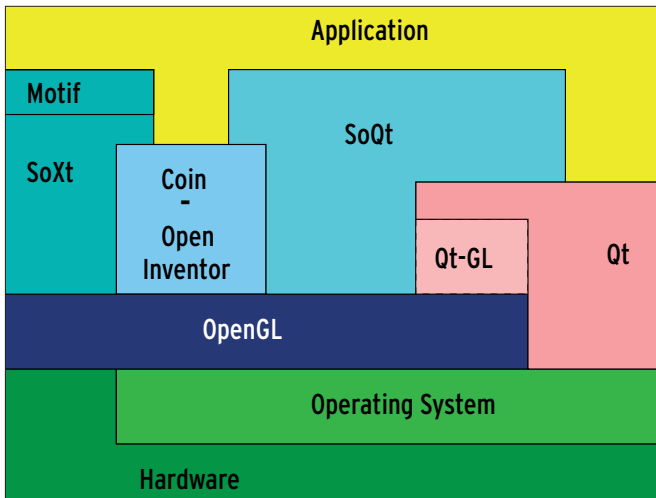 Application
Motif
SoXt
SoQt
Coin
-
Open
Inventor
Qt-GL
Qt
OpenGL
Operating System
Hardware